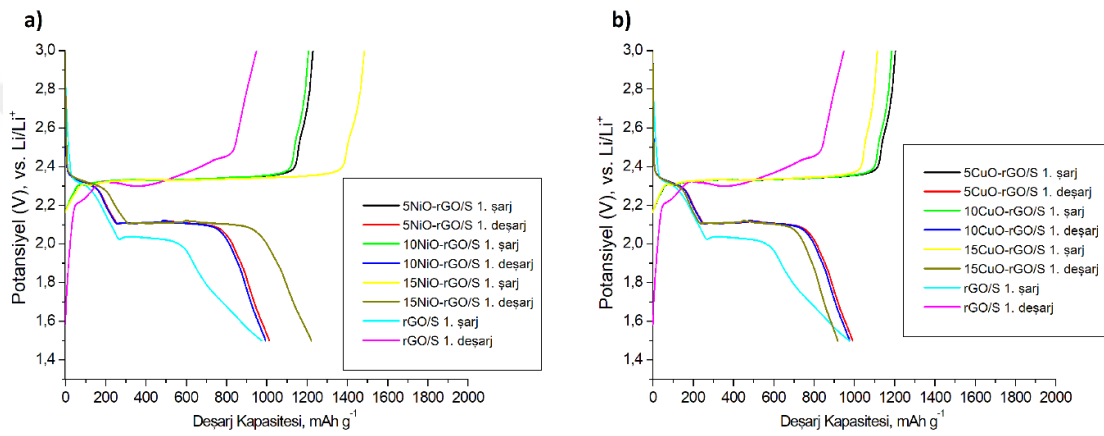 a)
Potansiyel (V), vs. Li/Li⁺
3,0
2,8
2,6
2,4
2,2
2,0
1,8
1,6
1,4
0 200 400 600 800 1000 1200 1400 1600 1800 2000
Deşarj Kapasitesi, mAh g⁻¹
5NiO-rGO/S 1. şarj
5NiO-rGO/S 1. deşarj
10NiO-rGO/S 1. şarj
10NiO-rGO/S 1. deşarj
15NiO-rGO/S 1. şarj
15NiO-rGO/S 1. deşarj
rGO/S 1. şarj
rGO/S 1. deşarj
b)
Potansiyel (V), vs. Li/Li⁺
3,0
2,8
2,6
2,4
2,2
2,0
1,8
1,6
1,4
0 200 400 600 800 1000 1200 1400 1600 1800 2000
Deşarj Kapasitesi, mAh g⁻¹
5CuO-rGO/S 1. şarj
5CuO-rGO/S 1. deşarj
10CuO-rGO/S 1. şarj
10CuO-rGO/S 1. deşarj
15CuO-rGO/S 1. şarj
15CuO-rGO/S 1. deşarj
rGO/S 1. şarj
rGO/S 1. deşarj